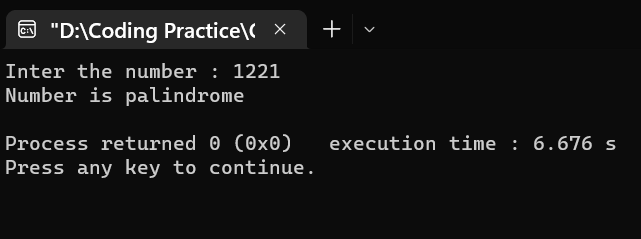 "D:\Coding Practice\
Inter the number : 1221
Number is palindrome
Process returned 0 (0x0)   execution time : 6.676 s
Press any key to continue.